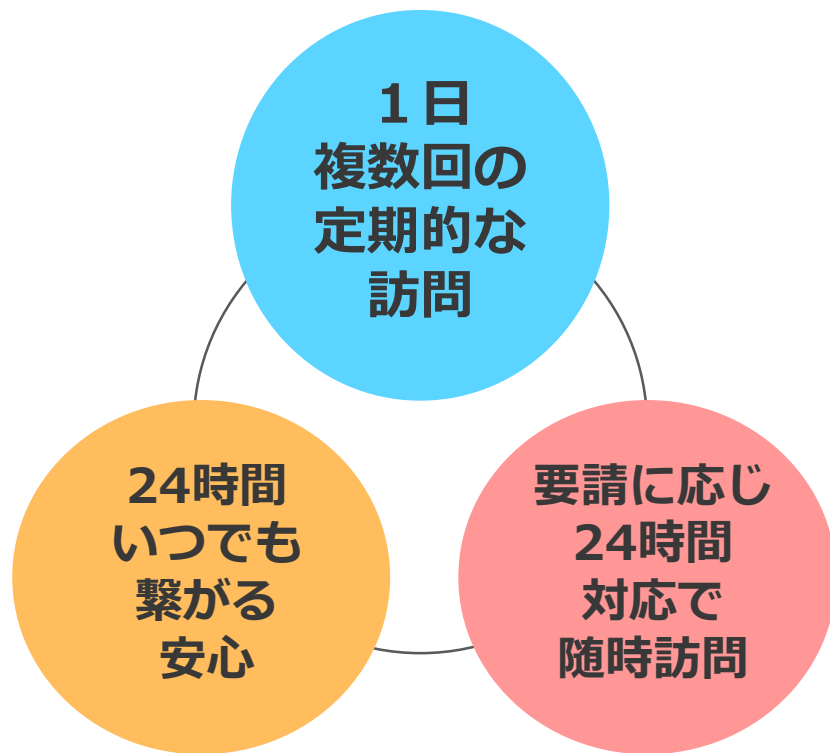 １日
複数回の
定期的な
訪問
24時間
いつでも
繋がる
安心
要請に応じ
24時間
対応で
随時訪問